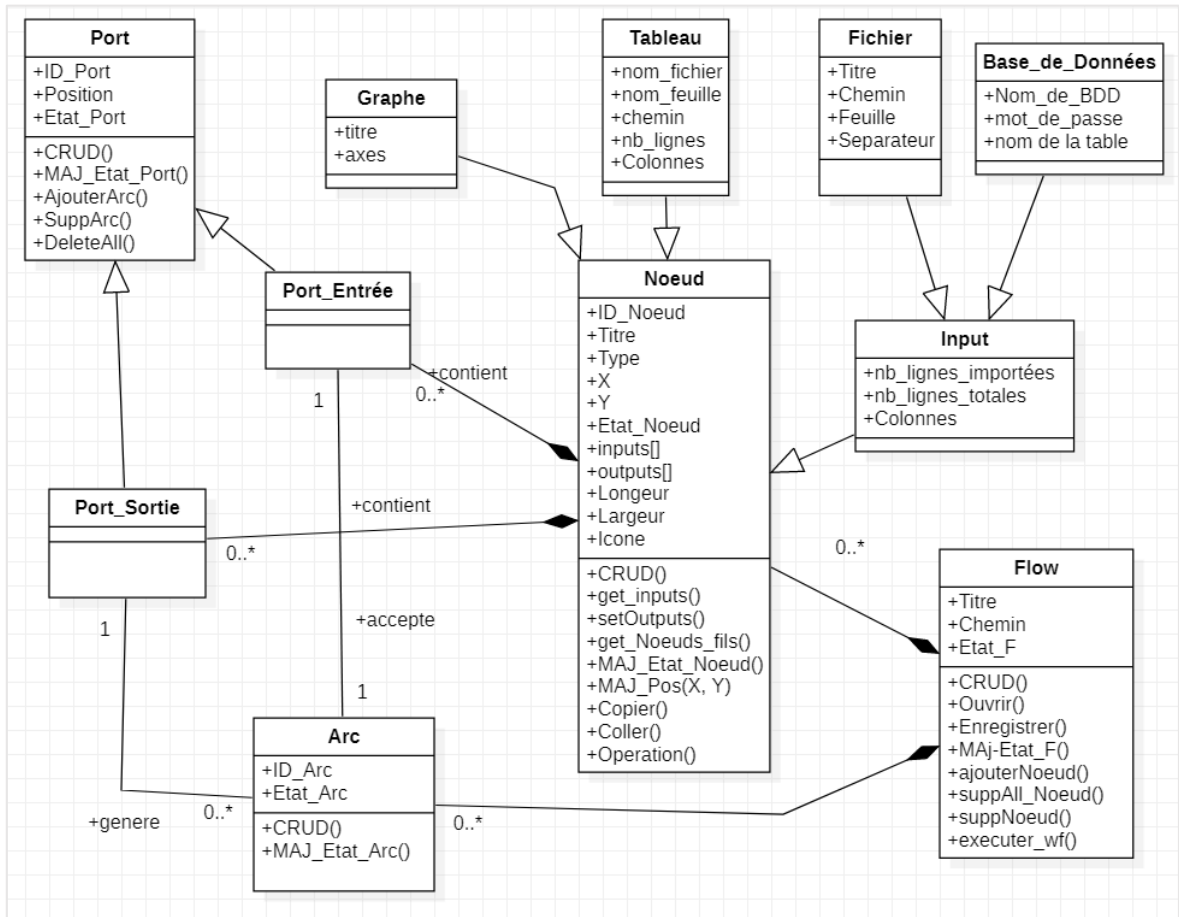 Port
+ID_Port
+Position
+Etat_Port
+CRUD()
+MAJ_Etat_Port()
+AjouterArc()
+SuppArc()
+DeleteAll()
Graphe
+titre
+axes
Tableau
+nom_fichier
+nom_feuille
+chemin
+nb_lignes
+Colonnes
Fichier
+Titre
+Chemin
+Feuille
+Separateur
Base_de_Données
+Nom_de_BDD
+mot_de_passe
+nom de la table
Port_Entrée
+contient
0..*
1
Noeud
+ID_Noeud
+Titre
+Type
+X
+Y
+Etat_Noeud
+inputs[]
+outputs[]
+Longeur
+Largeur
+Icone
+CRUD()
+get_inputs()
+setOutputs()
+get_Noeuds_fils()
+MAJ_Etat_Noeud()
+MAJ_Pos(X, Y)
+Copier()
+Coller()
+Operation()
Input
+nb_lignes_importées
+nb_lignes_totales
+Colonnes
Port_Sortie
+contient
0..*
1
+accepte
1
0..*
Flow
+Titre
+Chemin
+Etat_F
+CRUD()
+Ouvrir()
+Enregistrer()
+MAj-Etat_F()
+ajouterNoeud()
+suppAll_Noeud()
+suppNoeud()
+executer_wf()
Arc
+ID_Arc
+Etat_Arc
+CRUD()
+MAJ_Etat_Arc()
+genere
0..*
0..*